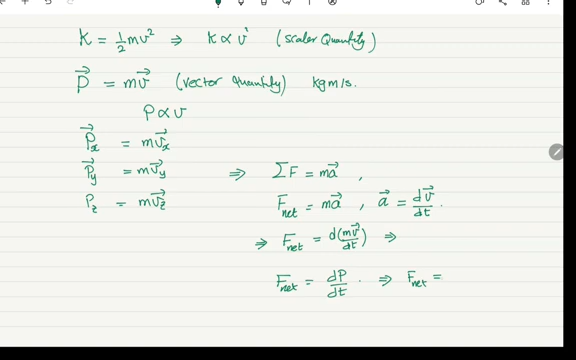 K = 1/2 mv² ⇒ K ∝ v² (scaler Quantity)
P⃗ = mv⃗ (vector Quantity) kgm/s.
P ∝ v
P⃗x = mv⃗x
P⃗y = mv⃗y ⇒ ΣF = ma⃗ ,
Pz = mv⃗z Fnet = ma⃗ , a⃗ = dv⃗/dt .
⇒ Fnet = d(mv⃗)/dt ⇒
Fnet = dP/dt . ⇒ Fnet =